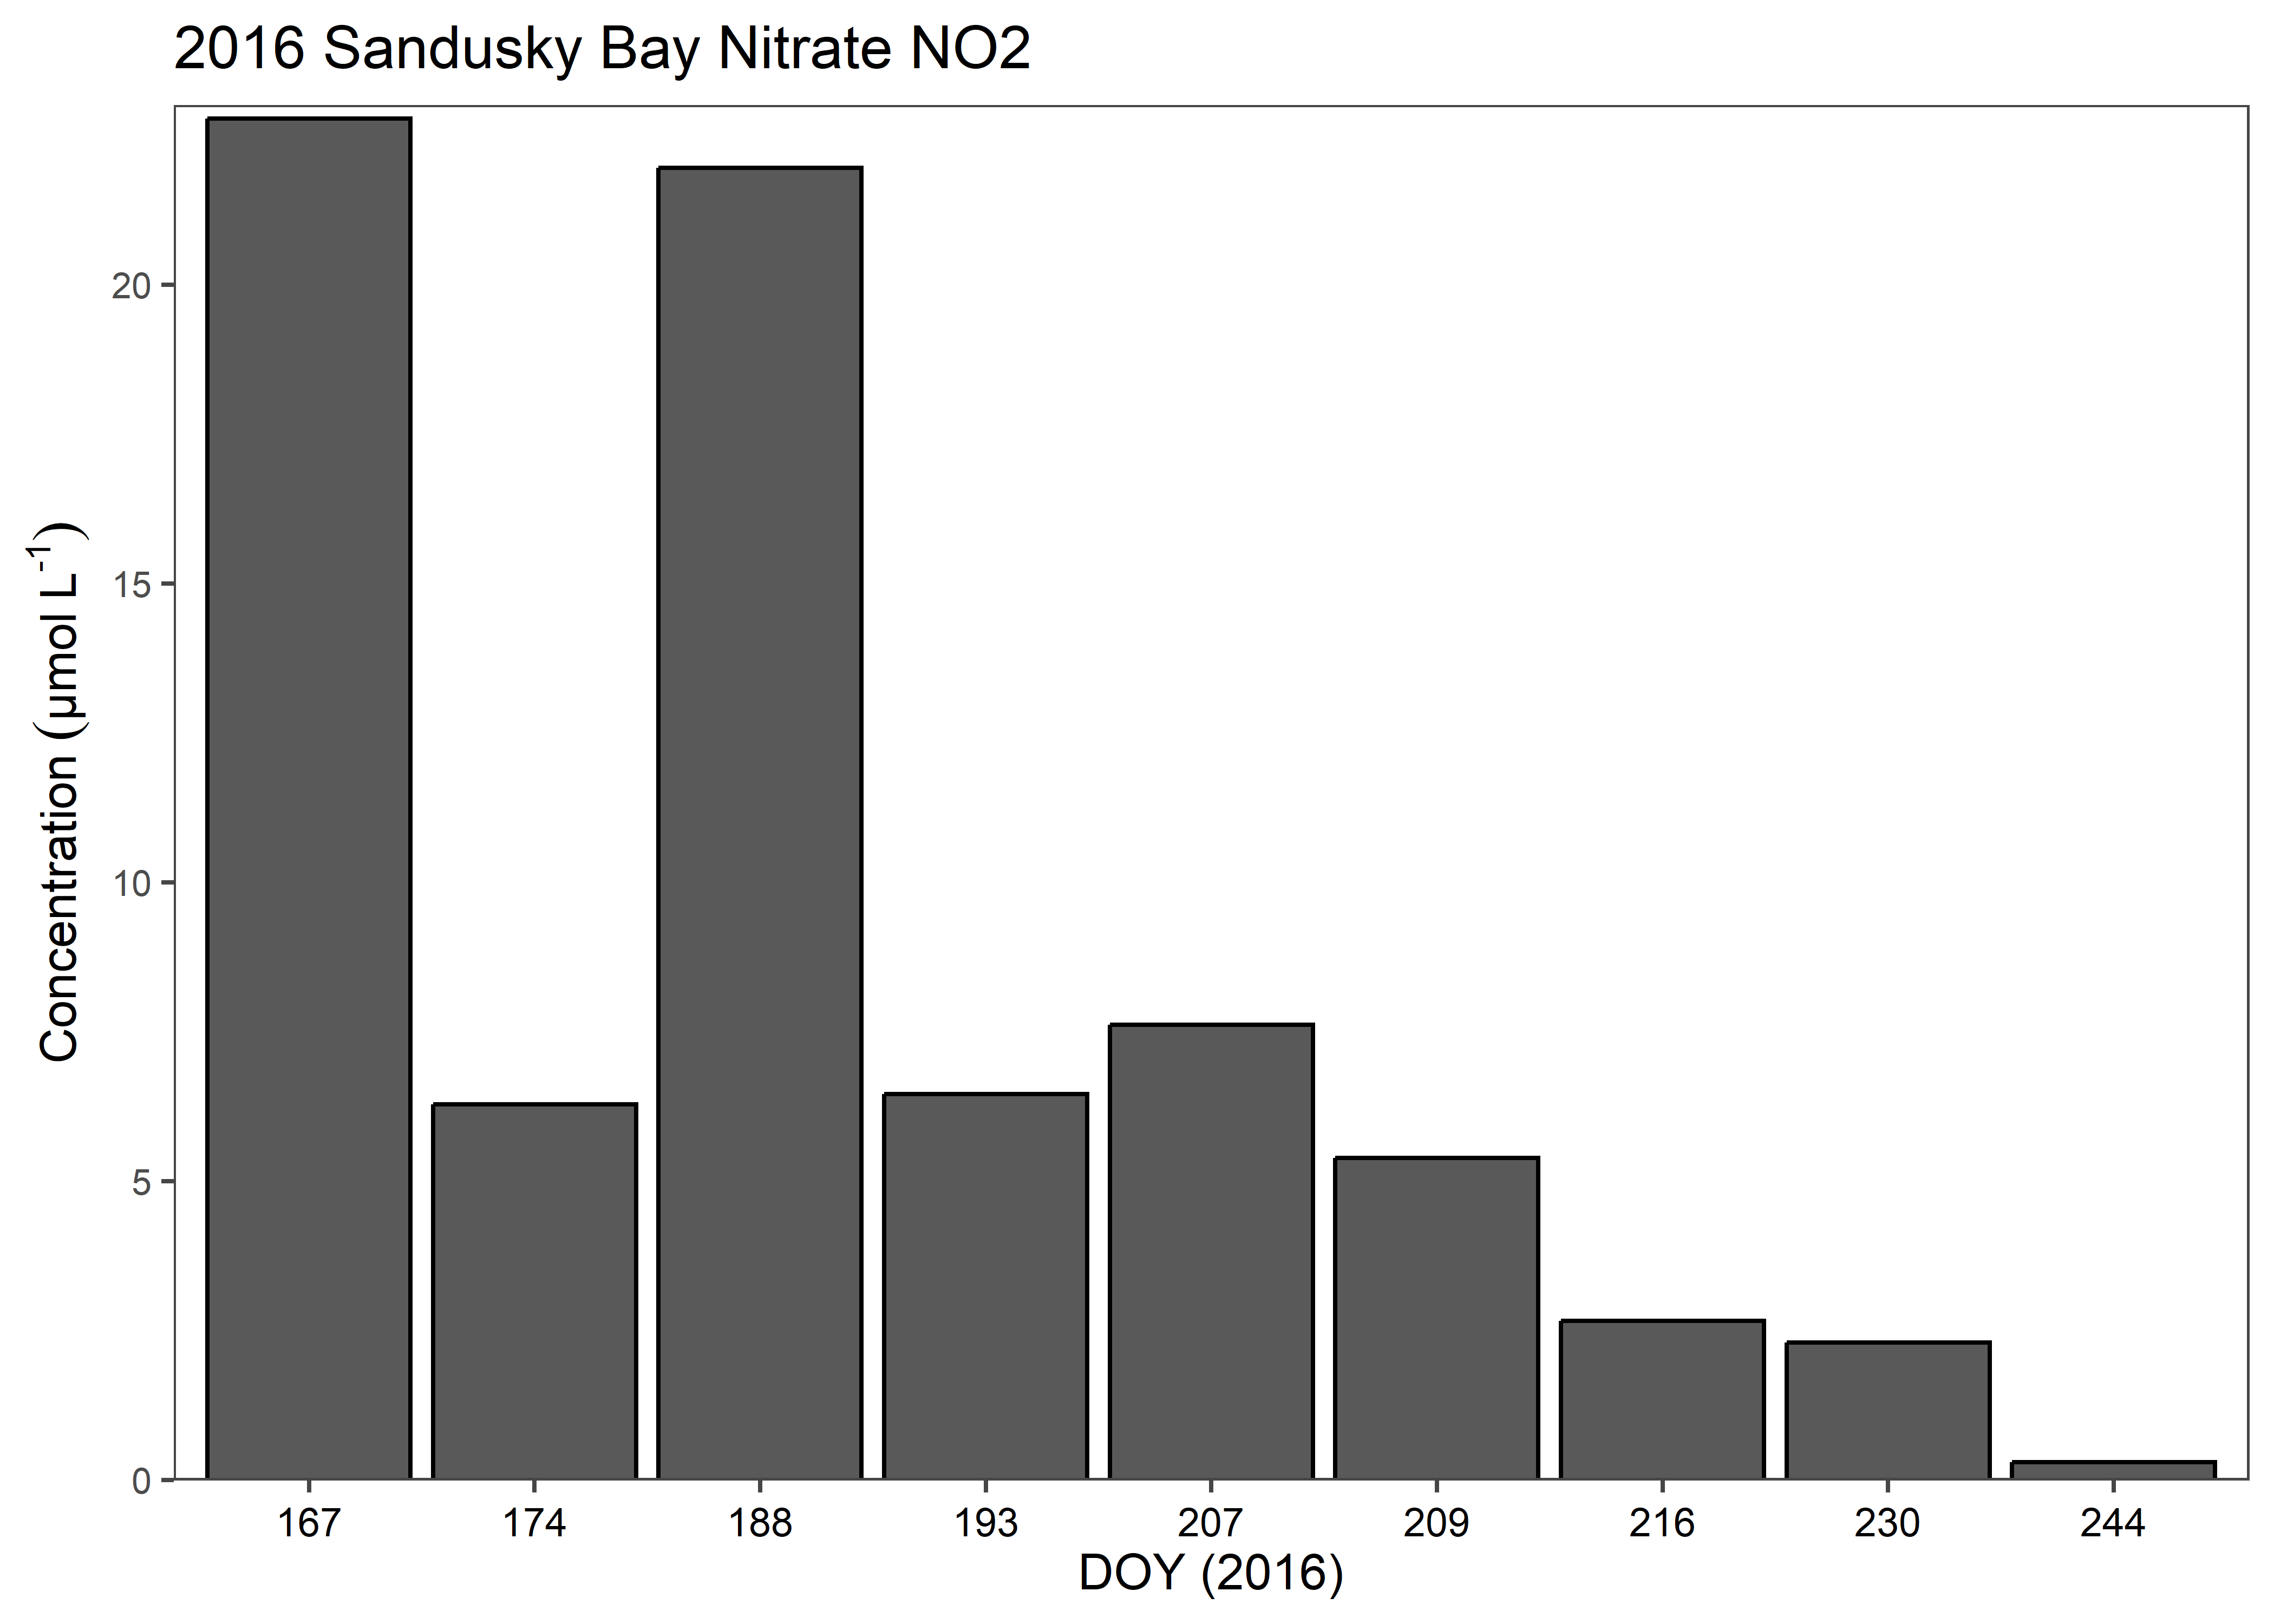 2016 Sandusky Bay Nitrate NO2
Concentration (µmol L⁻¹)
20
15
10
5
0
167 174 188 193 207 209 216 230 244
DOY (2016)